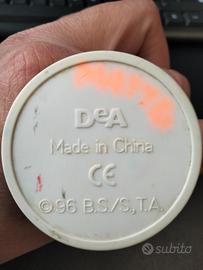 DeA
Made in China
CE
© 96 B.S./S,T.A.
subito